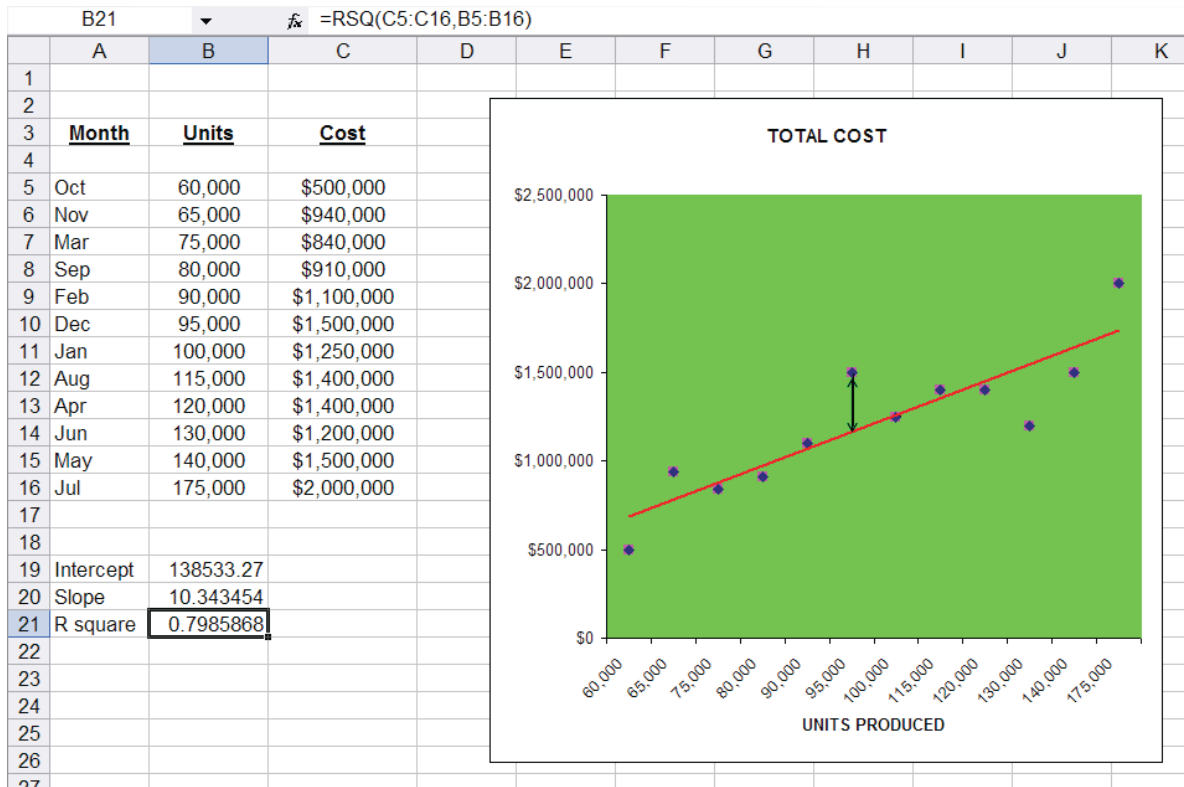 B21 fx =RSQ(C5:C16,B5:B16)
A B C D E F G H I J K
1
2
3 Month Units Cost
4
5 Oct 60,000 $500,000
6 Nov 65,000 $940,000
7 Mar 75,000 $840,000
8 Sep 80,000 $910,000
9 Feb 90,000 $1,100,000
10 Dec 95,000 $1,500,000
11 Jan 100,000 $1,250,000
12 Aug 115,000 $1,400,000
13 Apr 120,000 $1,400,000
14 Jun 130,000 $1,200,000
15 May 140,000 $1,500,000
16 Jul 175,000 $2,000,000
17
18
19 Intercept 138533.27
20 Slope 10.343454
21 R square 0.7985868
22
23
24
25
26
27
TOTAL COST
$2,500,000
$2,000,000
$1,500,000
$1,000,000
$500,000
$0
60,000 65,000 75,000 80,000 90,000 95,000 100,000 115,000 120,000 130,000 140,000 175,000
UNITS PRODUCED